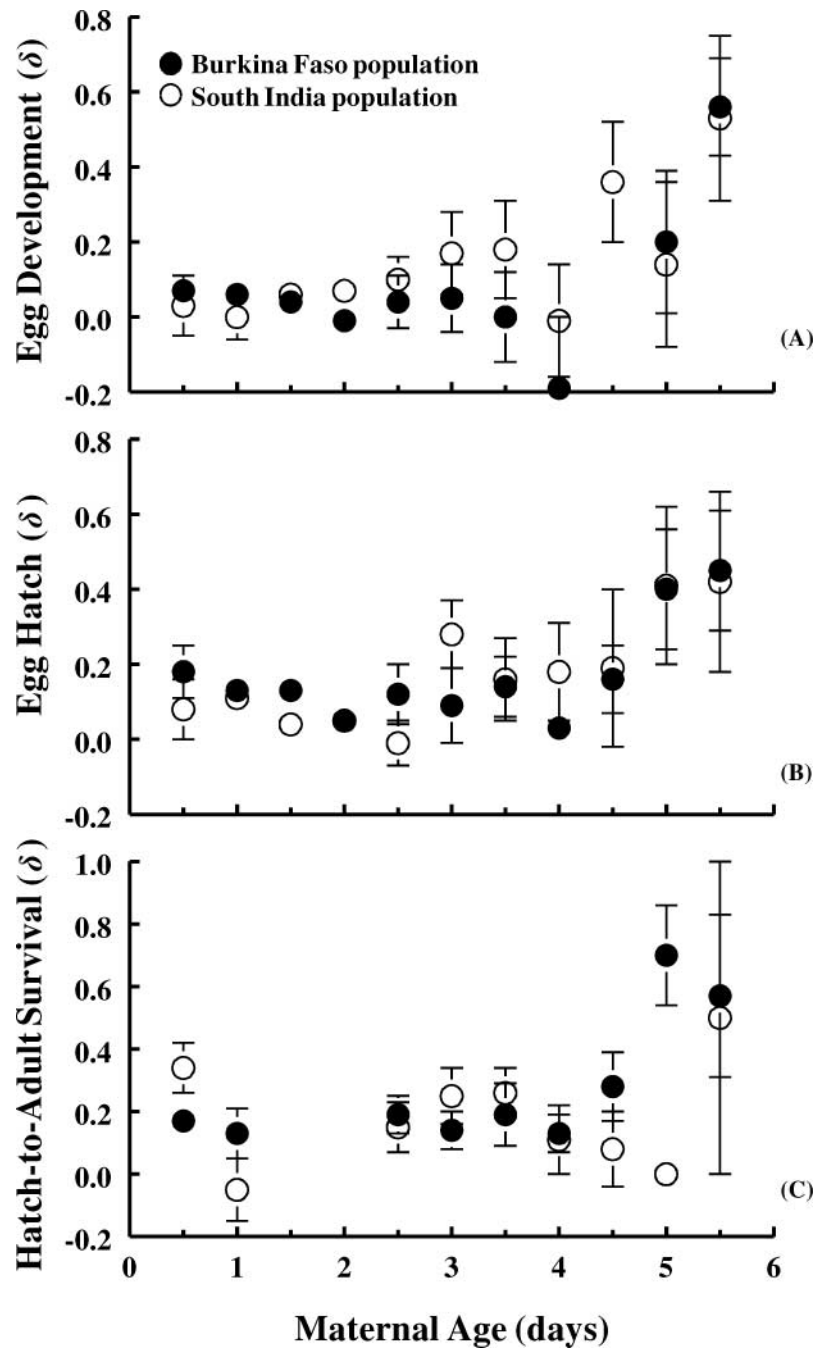 Egg Development (δ)
0.8
0.6
0.4
0.2
0.0
-0.2
Burkina Faso population
South India population
(A)
Egg Hatch (δ)
0.8
0.6
0.4
0.2
0.0
-0.2
(B)
Hatch-to-Adult Survival (δ)
1.0
0.8
0.6
0.4
0.2
0.0
-0.2
(C)
0 1 2 3 4 5 6
Maternal Age (days)